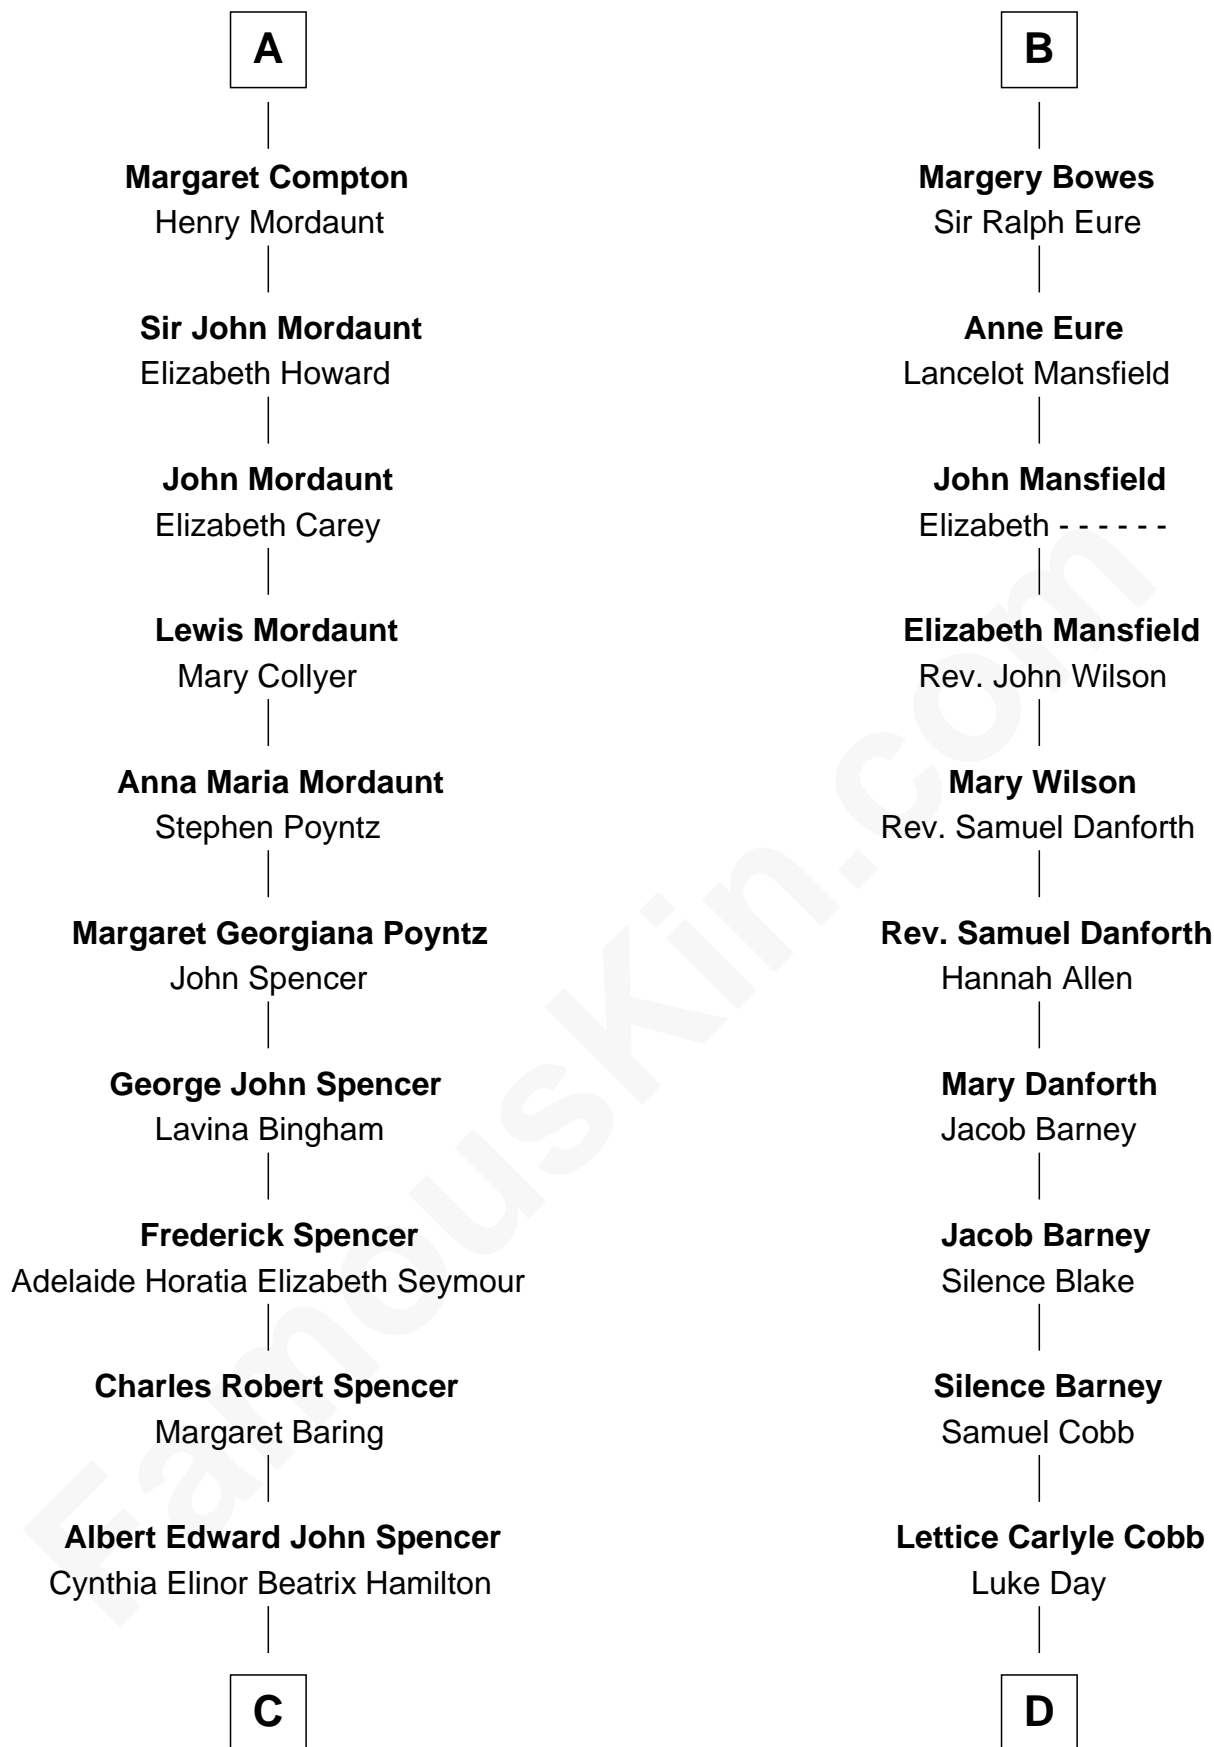 A
Margaret Compton
Henry Mordaunt
Sir John Mordaunt
Elizabeth Howard
John Mordaunt
Elizabeth Carey
Lewis Mordaunt
Mary Collyer
Anna Maria Mordaunt
Stephen Poyntz
Margaret Georgiana Poyntz
John Spencer
George John Spencer
Lavina Bingham
Frederick Spencer
Adelaide Horatia Elizabeth Seymour
Charles Robert Spencer
Margaret Baring
Albert Edward John Spencer
Cynthia Elinor Beatrix Hamilton
C
B
Margery Bowes
Sir Ralph Eure
Anne Eure
Lancelot Mansfield
John Mansfield
Elizabeth - - - - - -
Elizabeth Mansfield
Rev. John Wilson
Mary Wilson
Rev. Samuel Danforth
Rev. Samuel Danforth
Hannah Allen
Mary Danforth
Jacob Barney
Jacob Barney
Silence Blake
Silence Barney
Samuel Cobb
Lettice Carlyle Cobb
Luke Day
D
FamousKin.com